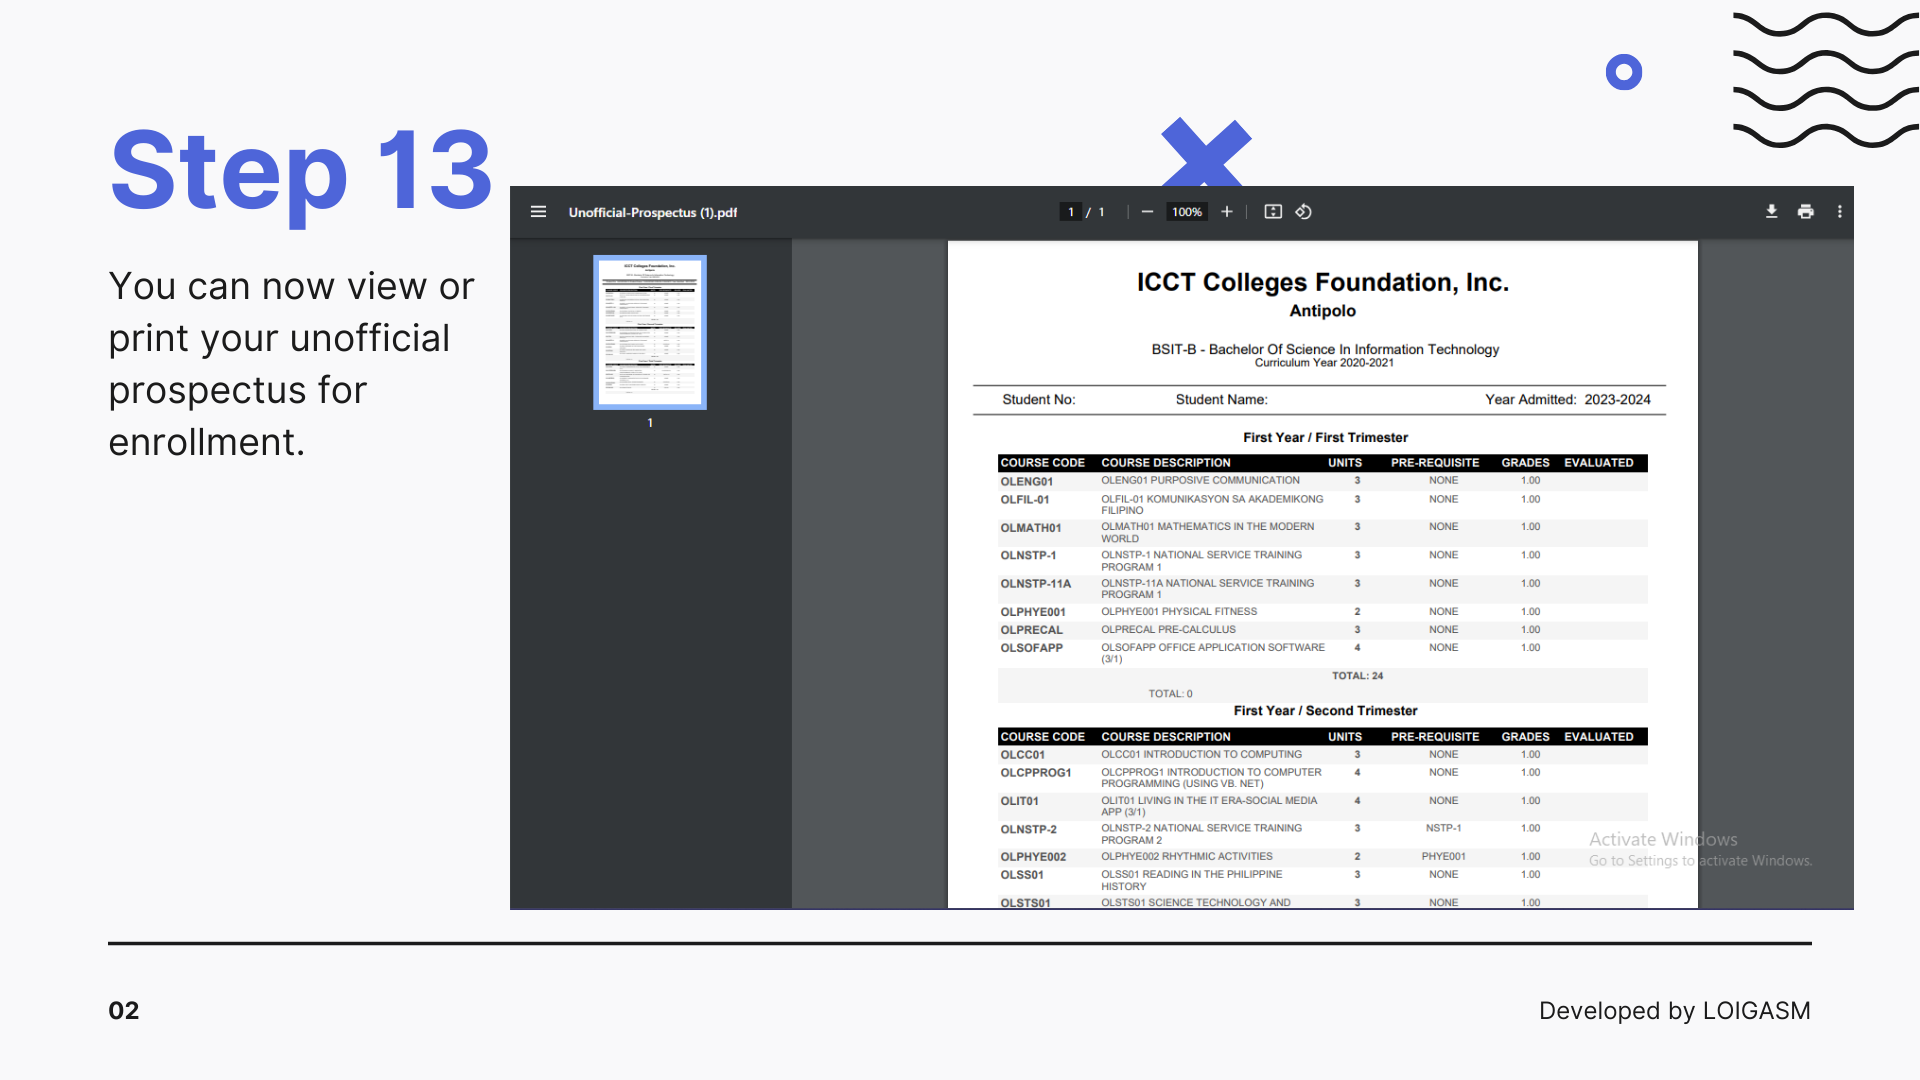 Step 13
You can now view or
print your unofficial
prospectus for
enrollment.
Unofficial-Prospectus (1).pdf
1 / 1
100%
1
ICCT Colleges Foundation, Inc.
Antipolo
BSIT-B - Bachelor Of Science In Information Technology
Curriculum Year 2020-2021
Student No: Student Name: Year Admitted: 2023-2024
First Year / First Trimester
COURSE CODE COURSE DESCRIPTION UNITS PRE-REQUISITE GRADES EVALUATED
OLENG01 OLENG01 PURPOSIVE COMMUNICATION 3 NONE 1.00
OLFIL-01 OLFIL-01 KOMUNIKASYON SA AKADEMIKONG 3 NONE 1.00
FILIPINO
OLMATH01 OLMATH01 MATHEMATICS IN THE MODERN 3 NONE 1.00
WORLD
OLNSTP-1 OLNSTP-1 NATIONAL SERVICE TRAINING 3 NONE 1.00
PROGRAM 1
OLNSTP-11A OLNSTP-11A NATIONAL SERVICE TRAINING 3 NONE 1.00
PROGRAM 1
OLPHYE001 OLPHYE001 PHYSICAL FITNESS 2 NONE 1.00
OLPRECAL OLPRECAL PRE-CALCULUS 3 NONE 1.00
OLSOFAPP OLSOFAPP OFFICE APPLICATION SOFTWARE 4 NONE 1.00
(3/1)
TOTAL: 24
TOTAL: 0
First Year / Second Trimester
COURSE CODE COURSE DESCRIPTION UNITS PRE-REQUISITE GRADES EVALUATED
OLCC01 OLCC01 INTRODUCTION TO COMPUTING 3 NONE 1.00
OLCPPROG1 OLCPPROG1 INTRODUCTION TO COMPUTER 4 NONE 1.00
PROGRAMMING (USING VB. NET)
OLIT01 OLIT01 LIVING IN THE IT ERA-SOCIAL MEDIA 4 NONE 1.00
APP (3/1)
OLNSTP-2 OLNSTP-2 NATIONAL SERVICE TRAINING 3 NSTP-1 1.00
PROGRAM 2
OLPHYE002 OLPHYE002 RHYTHMIC ACTIVITIES 2 PHYE001 1.00
OLSS01 OLSS01 READING IN THE PHILIPPINE 3 NONE 1.00
HISTORY
OLSTS01 OLSTS01 SCIENCE TECHNOLOGY AND 3 NONE 1.00
Activate Windows
Go to Settings to activate Windows.
02
Developed by LOIGASM